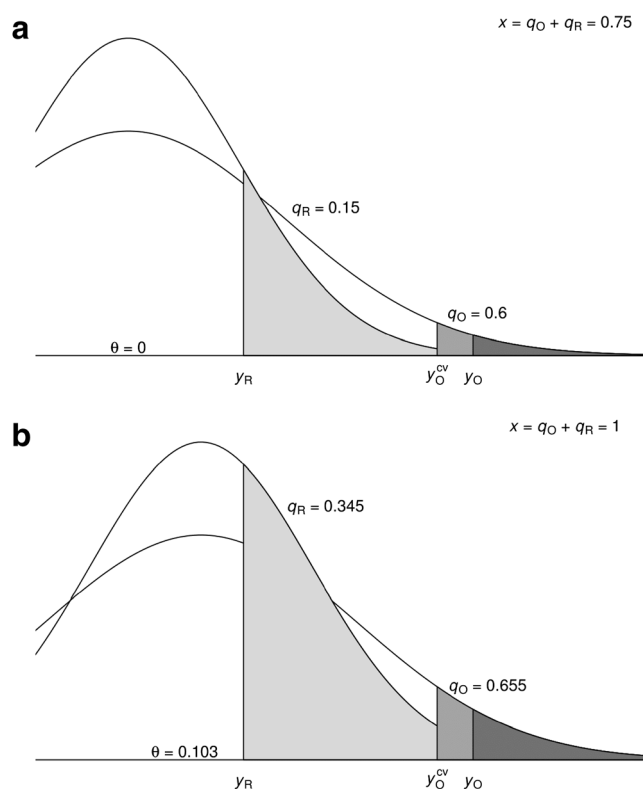 a
x = qO + qR = 0.75
qR = 0.15
qO = 0.6
θ = 0
yR
yOcv
yO
b
x = qO + qR = 1
qR = 0.345
qO = 0.655
θ = 0.103
yR
yOcv
yO